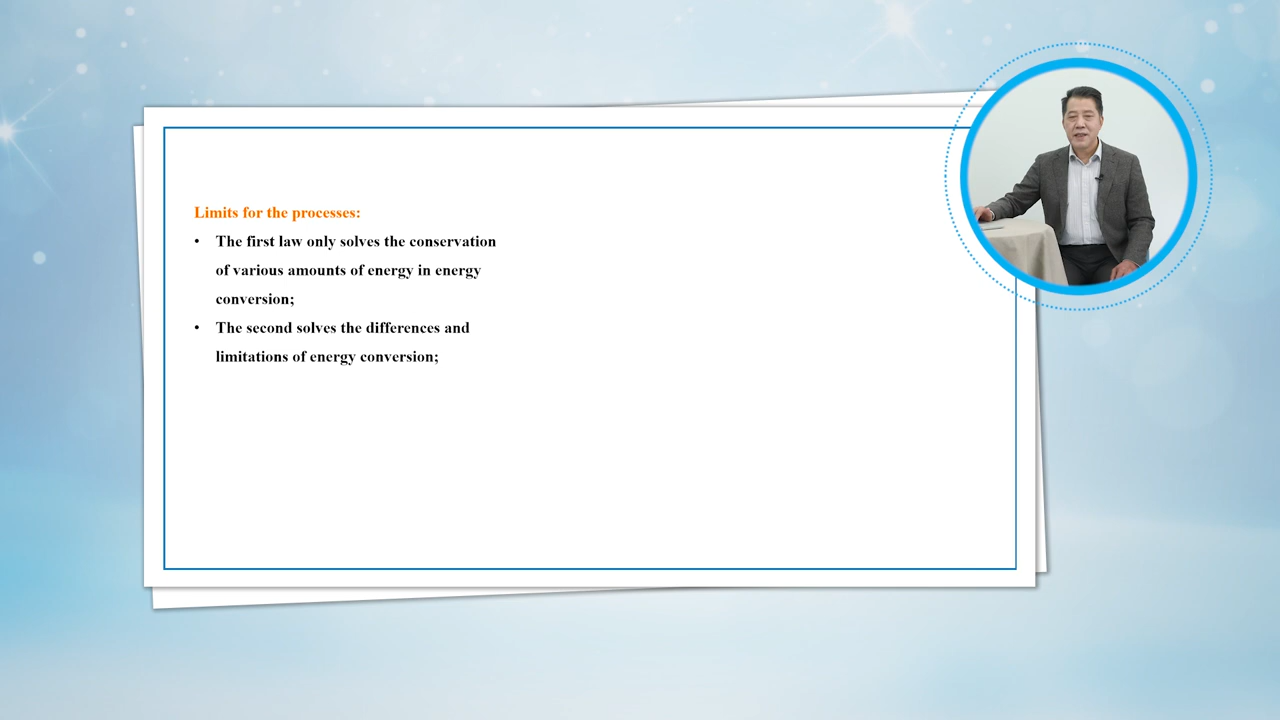 Limits for the processes:
• The first law only solves the conservation
of various amounts of energy in energy
conversion;
• The second solves the differences and
limitations of energy conversion;